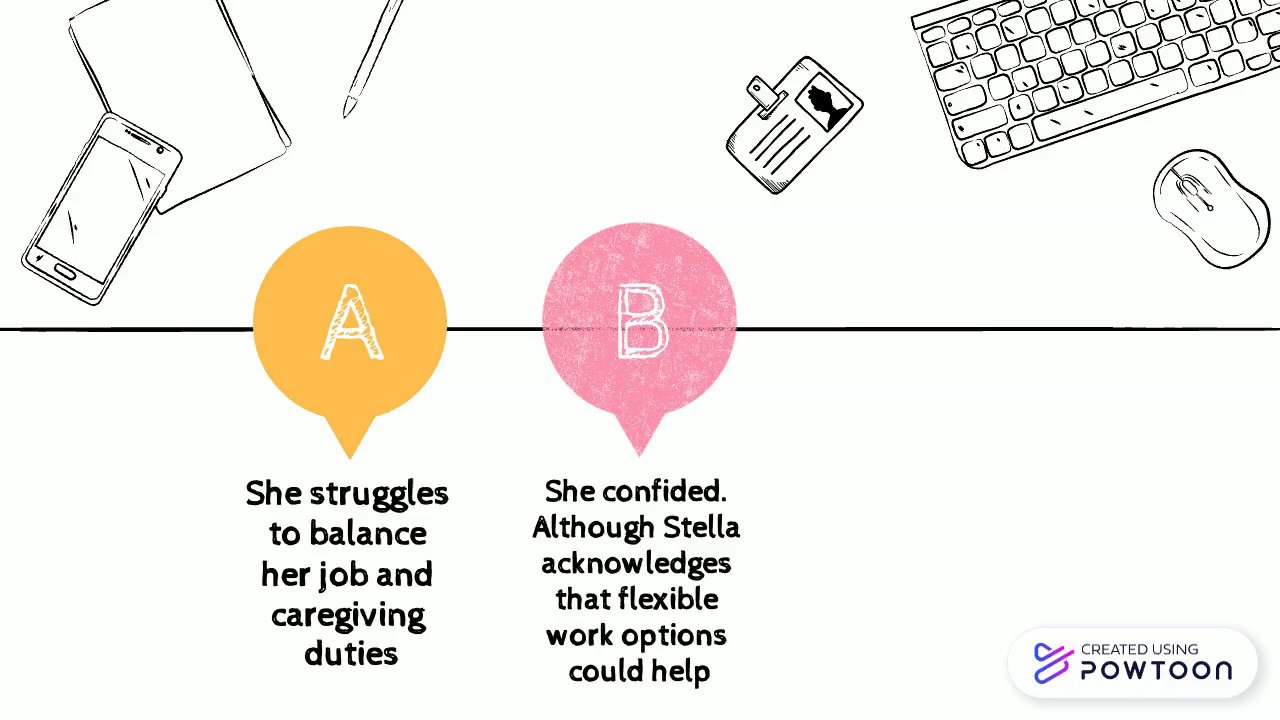 A
B
She struggles
to balance
her job and
caregiving
duties
She confided.
Although Stella
acknowledges
that flexible
work options
could help
CREATED USING
POWTOON